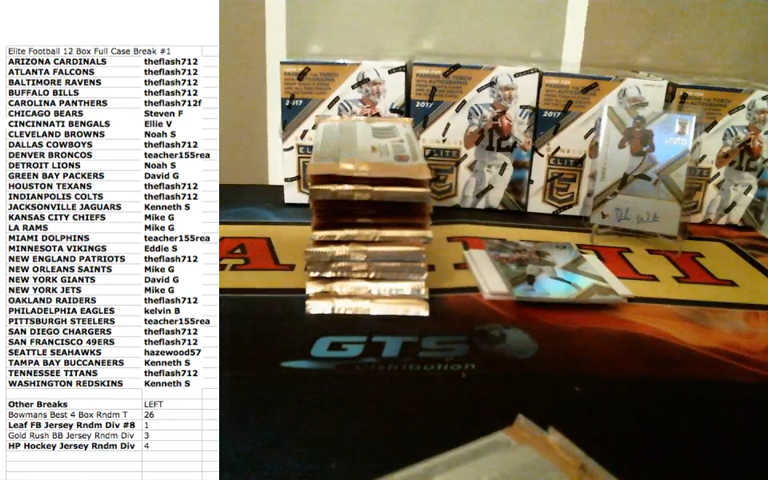 Elite Football 12 Box Full Case Break #1
ARIZONA CARDINALS theflash712
ATLANTA FALCONS theflash712
BALTIMORE RAVENS theflash712
BUFFALO BILLS theflash712
CAROLINA PANTHERS theflash712f
CHICAGO BEARS Steven F
CINCINNATI BENGALS Ellie V
CLEVELAND BROWNS Noah S
DALLAS COWBOYS theflash712
DENVER BRONCOS teacher155rea
DETROIT LIONS Noah S
GREEN BAY PACKERS David G
HOUSTON TEXANS theflash712
INDIANPOLIS COLTS theflash712
JACKSONVILLE JAGUARS Kenneth S
KANSAS CITY CHIEFS Mike G
LA RAMS Mike G
MIAMI DOLPHINS teacher155rea
MINNESOTA VIKINGS Eddie S
NEW ENGLAND PATRIOTS theflash712
NEW ORLEANS SAINTS Mike G
NEW YORK GIANTS David G
NEW YORK JETS Mike G
OAKLAND RAIDERS theflash712
PHILADELPHIA EAGLES kelvin B
PITTSBURGH STEELERS teacher155rea
SAN DIEGO CHARGERS theflash712
SAN FRANCISCO 49ERS theflash712
SEATTLE SEAHAWKS hazewood57
TAMPA BAY BUCCANEERS Kenneth S
TENNESSEE TITANS theflash712
WASHINGTON REDSKINS Kenneth S
Other Breaks LEFT
Bowmans Best 4 Box Rndm T 26
Leaf FB Jersey Rndm Div #8 1
Gold Rush BB Jersey Rndm Div 3
HP Hockey Jersey Rndm Div 4
2017
2017
2017
ELITE
ELITE
GTS
Distribution